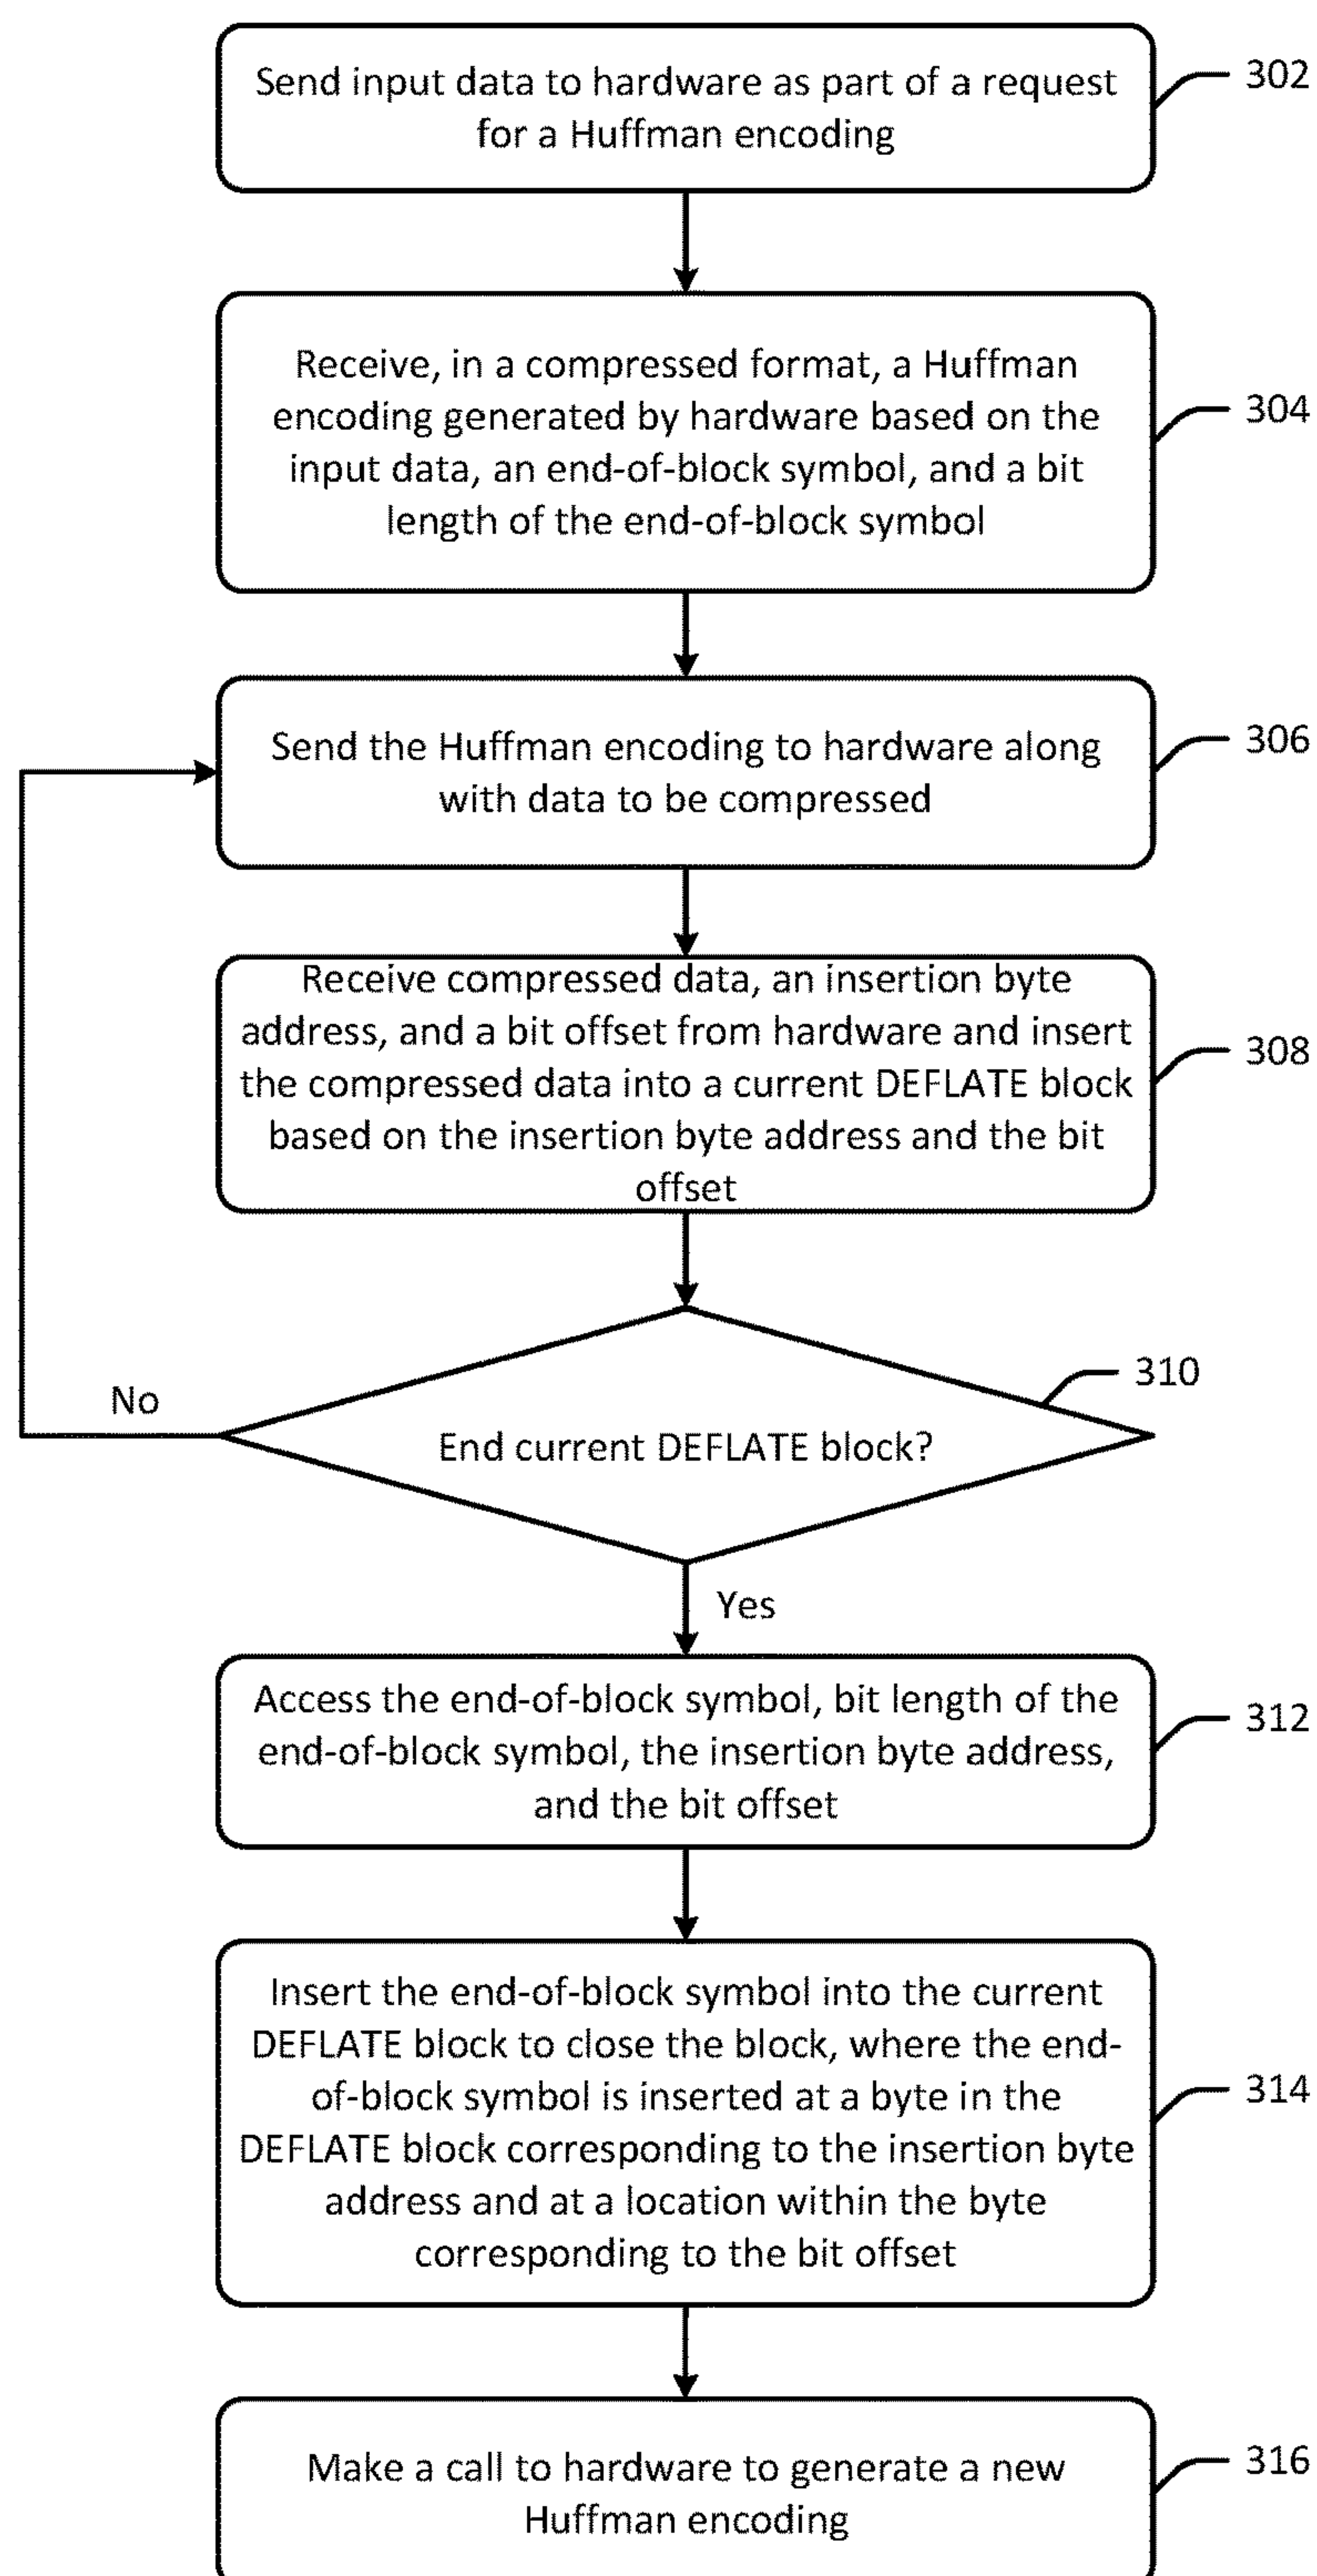 Send input data to hardware as part of a request
for a Huffman encoding
302
Receive, in a compressed format, a Huffman
encoding generated by hardware based on the
input data, an end-of-block symbol, and a bit
length of the end-of-block symbol
304
Send the Huffman encoding to hardware along
with data to be compressed
306
Receive compressed data, an insertion byte
address, and a bit offset from hardware and insert
the compressed data into a current DEFLATE block
based on the insertion byte address and the bit
offset
308
End current DEFLATE block?
310
No
Yes
Access the end-of-block symbol, bit length of the
end-of-block symbol, the insertion byte address,
and the bit offset
312
Insert the end-of-block symbol into the current
DEFLATE block to close the block, where the end-
of-block symbol is inserted at a byte in the
DEFLATE block corresponding to the insertion byte
address and at a location within the byte
corresponding to the bit offset
314
Make a call to hardware to generate a new
Huffman encoding
316